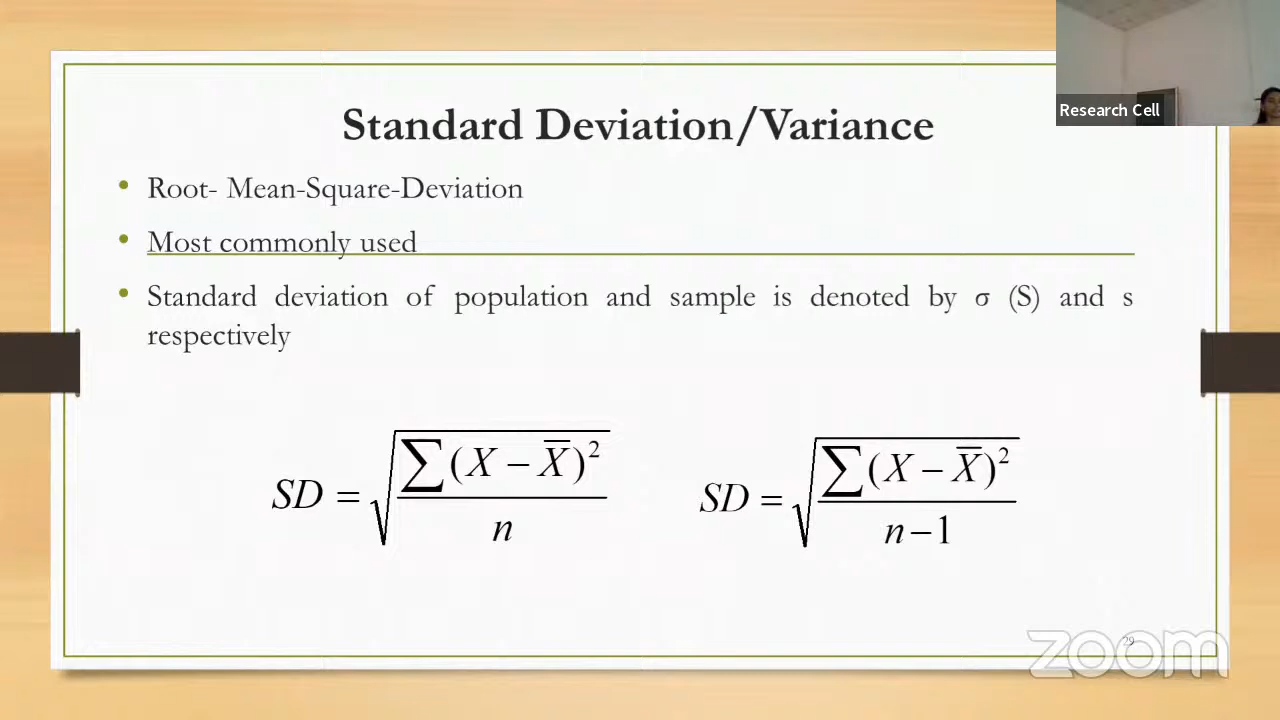 Research Cell
Standard Deviation/Variance
• Root- Mean-Square-Deviation
• Most commonly used
• Standard deviation of population and sample is denoted by σ (S) and s
respectively
SD = √(∑(X − X̅)² / n)
SD = √(∑(X − X̅)² / n − 1)
29
zoom